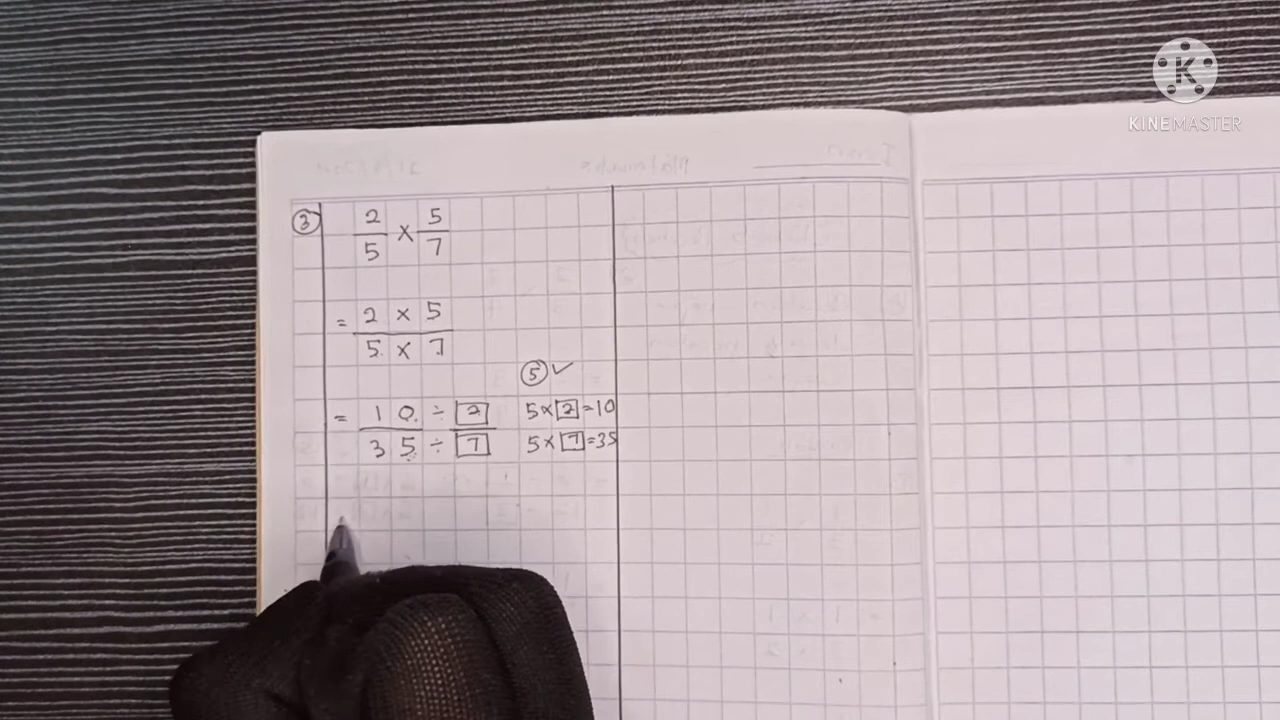 KINEMASTER
③ 2/5 × 5/7
= 2 × 5
5 × 7
⑤ ✓
= 10 ÷ 2 5 × 2 = 10
35 ÷ 7 5 × 7 = 35